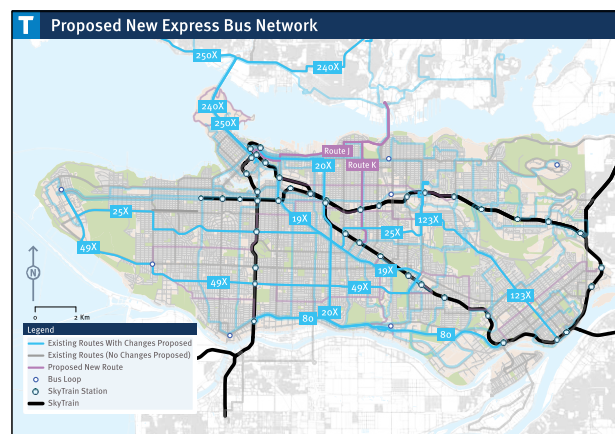 T Proposed New Express Bus Network
250X
240X
240X
250X
Route J
20X
Route K
25X
19X
123X
25X
49X
19X
49X
49X
123X
20X
80
80
N
0 2 Km
Legend
Existing Routes With Changes Proposed
Existing Routes (No Changes Proposed)
Proposed New Route
Bus Loop
SkyTrain Station
SkyTrain